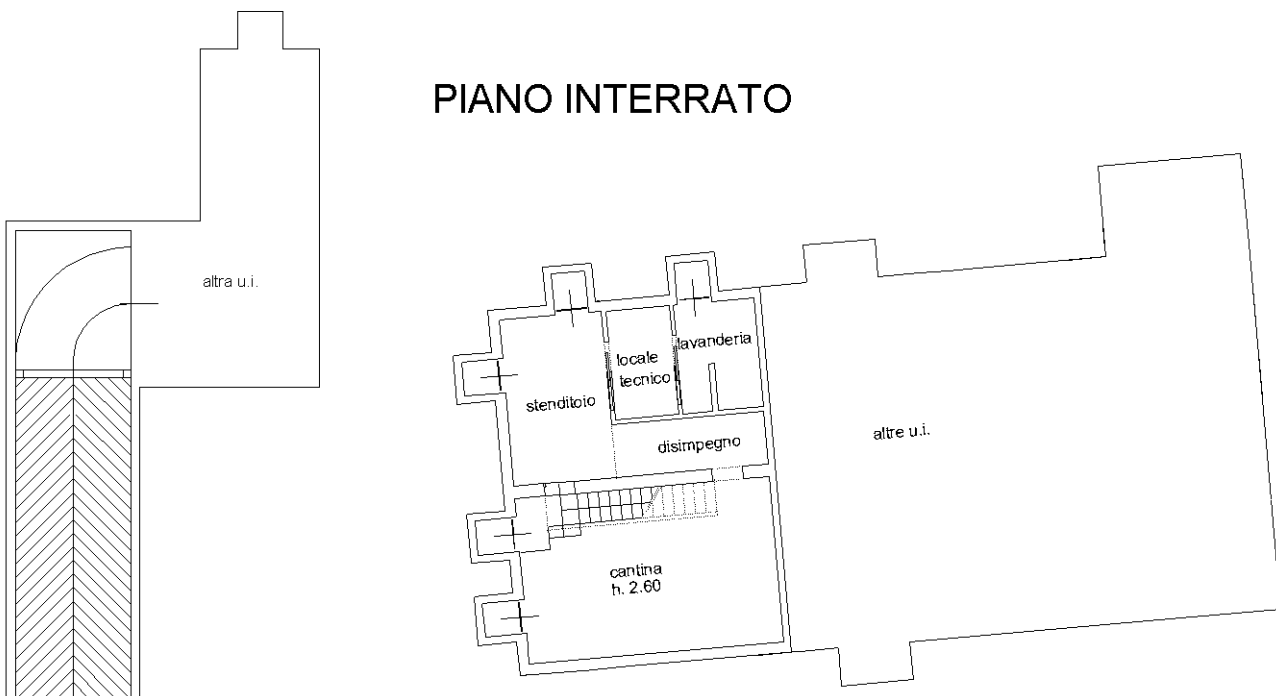 PIANO INTERRATO
altra u.i.
locale
tecnico
lavanderia
stenditoio
disimpegno
altre u.i.
cantina
h. 2.60